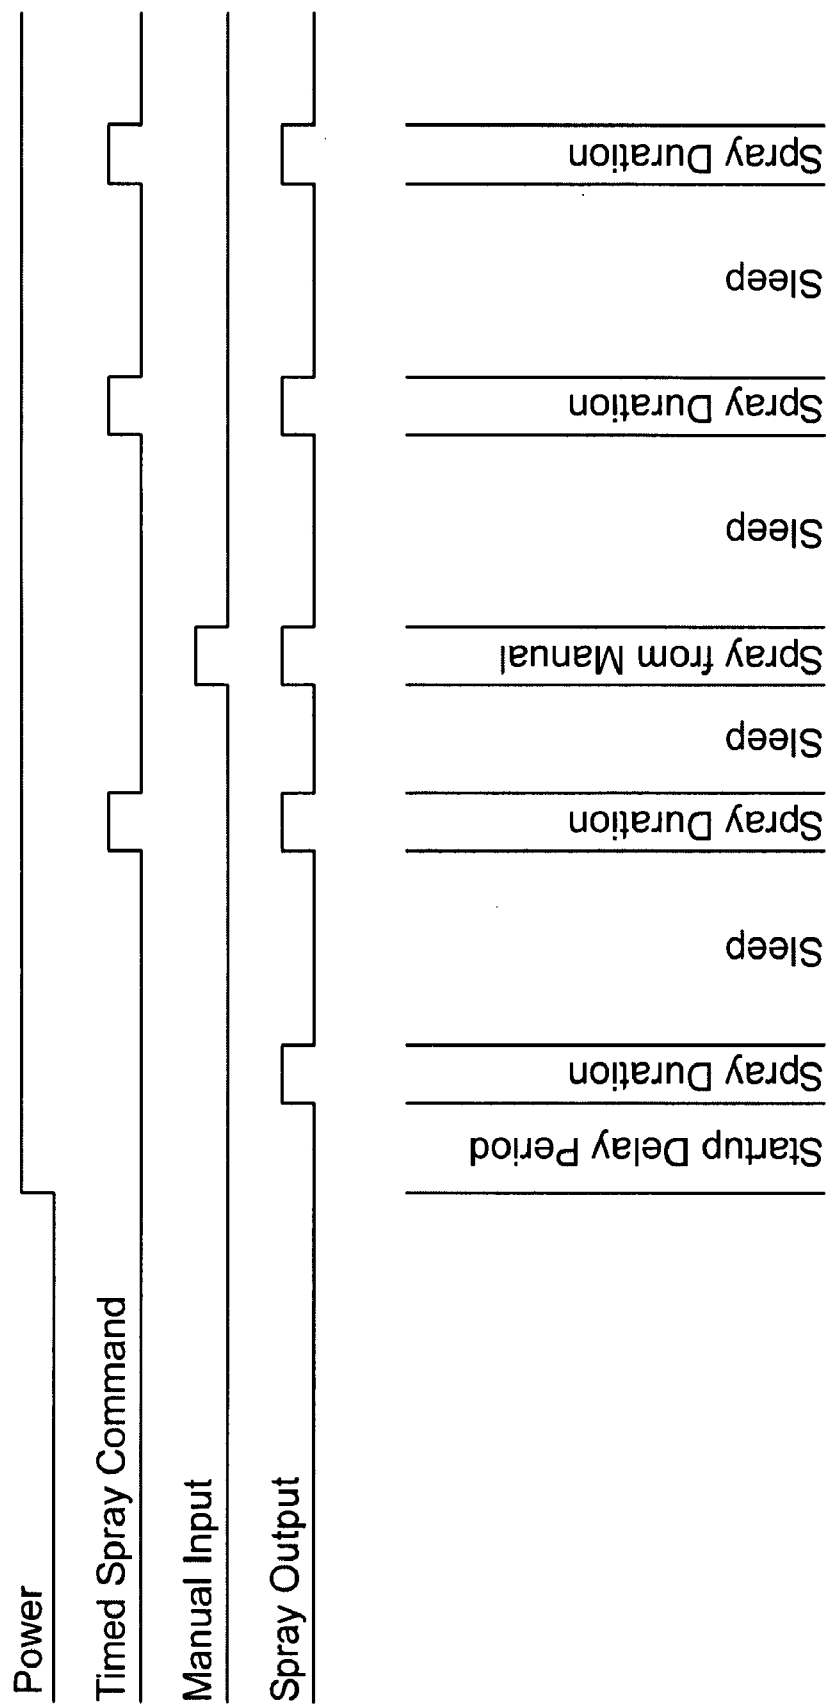 Power
Timed Spray Command
Manual Input
Spray Output
Startup Delay Period
Spray Duration
Sleep
Spray Duration
Sleep
Spray from Manual
Sleep
Spray Duration
Sleep
Spray Duration